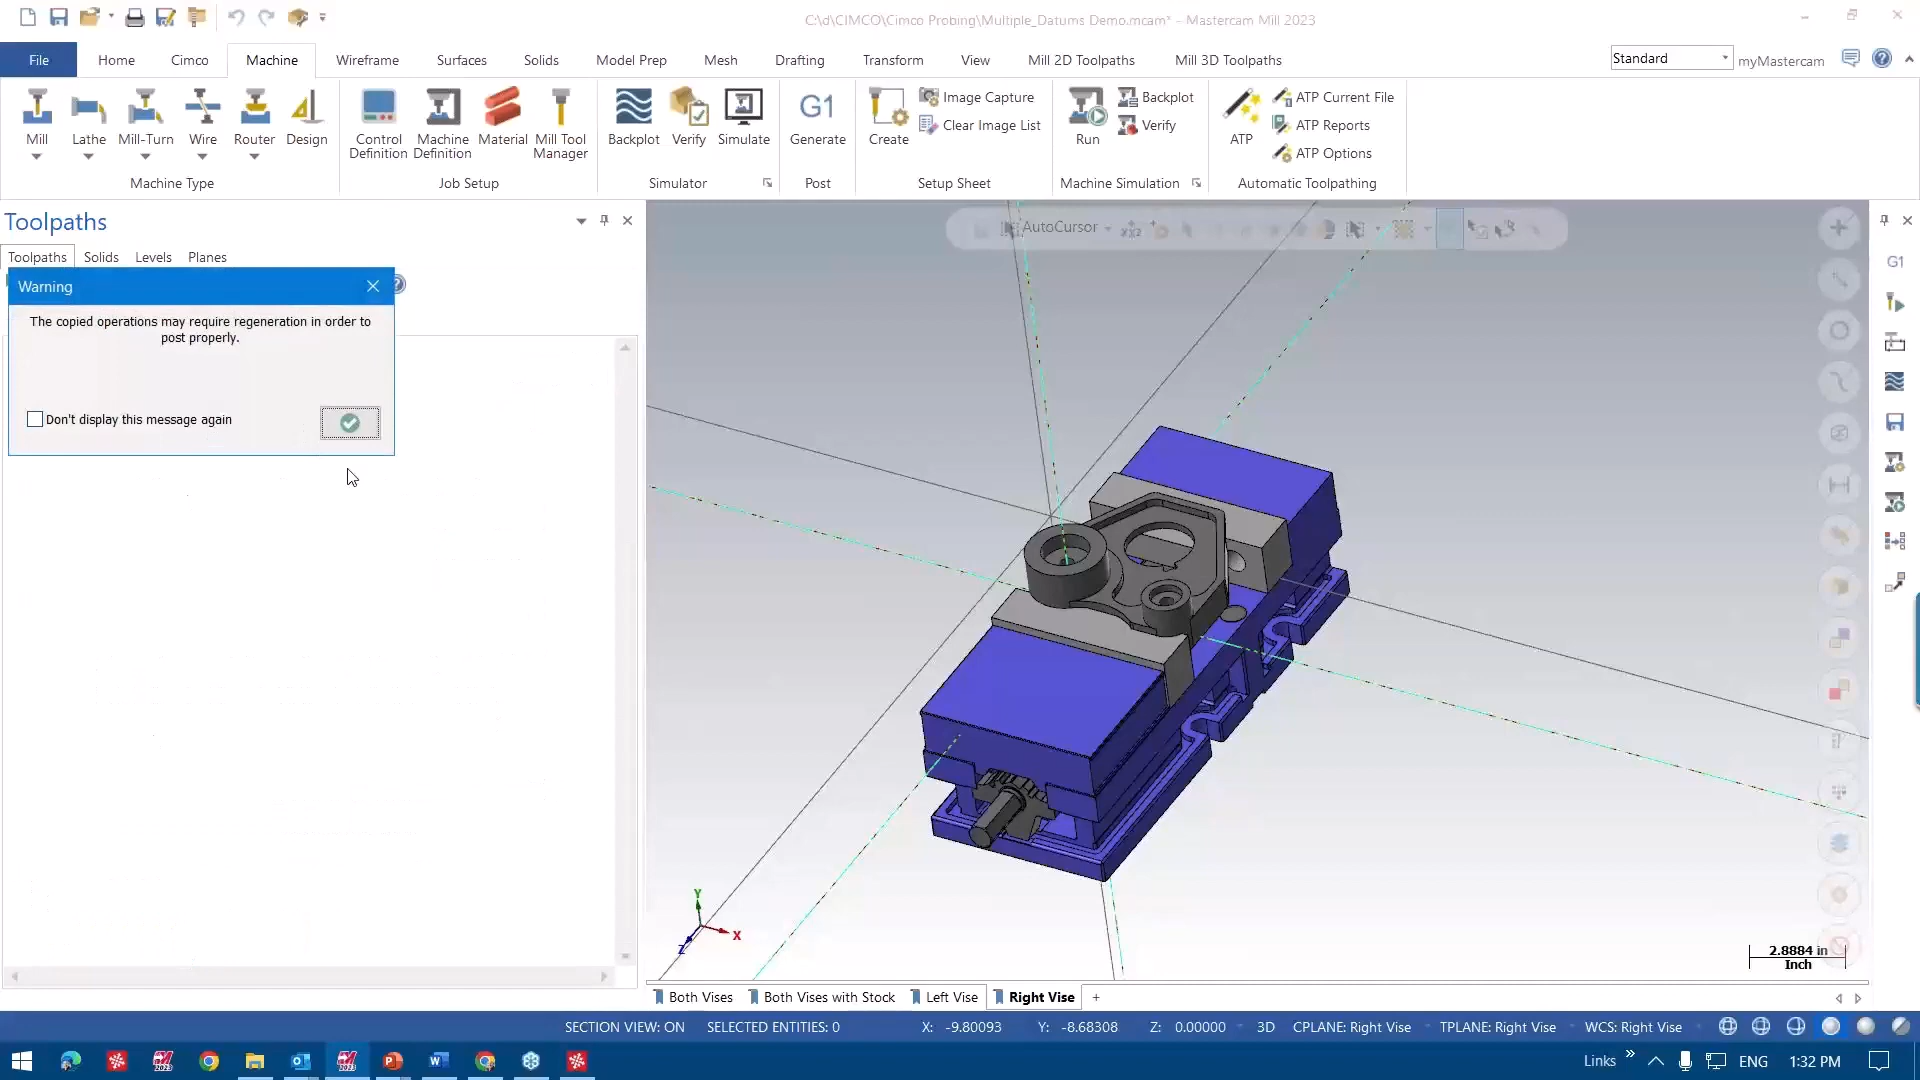 C:\d\CIMCO\Cimco Probing\Multiple_Datums Demo.mcam* - Mastercam Mill 2023
File
Home
Cimco
Machine
Wireframe
Surfaces
Solids
Model Prep
Mesh
Drafting
Transform
View
Mill 2D Toolpaths
Mill 3D Toolpaths
Standard
myMastercam
Mill
Lathe
Mill-Turn
Wire
Router
Design
Machine Type
Control
Definition
Machine
Definition
Material
Mill Tool
Manager
Job Setup
Backplot
Verify
Simulate
Simulator
G1
Generate
Post
Create
Image Capture
Clear Image List
Setup Sheet
Run
Backplot
Verify
Machine Simulation
ATP
ATP Current File
ATP Reports
ATP Options
Automatic Toolpathing
Toolpaths
Toolpaths
Solids
Levels
Planes
Warning
The copied operations may require regeneration in order to
post properly.
Don't display this message again
AutoCursor
G1
Y
X
Z
2.8884 in
Inch
Both Vises
Both Vises with Stock
Left Vise
Right Vise
+
SECTION VIEW: ON
SELECTED ENTITIES: 0
X: -9.80093
Y: -8.68308
Z: 0.00000
3D
CPLANE: Right Vise
TPLANE: Right Vise
WCS: Right Vise
Links
ENG
1:32 PM